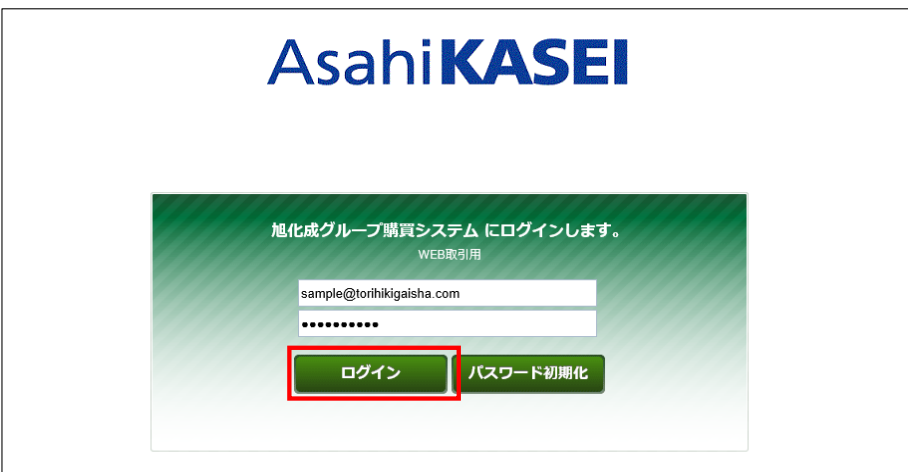 AsahiKASEI
旭化成グループ購買システム にログインします。
WEB取引用
sample@torihikigaisha.com
••••••••••
ログイン パスワード初期化